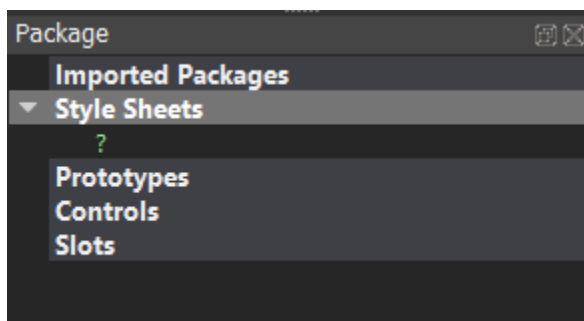 Package
Imported Packages
Style Sheets
?
Prototypes
Controls
Slots